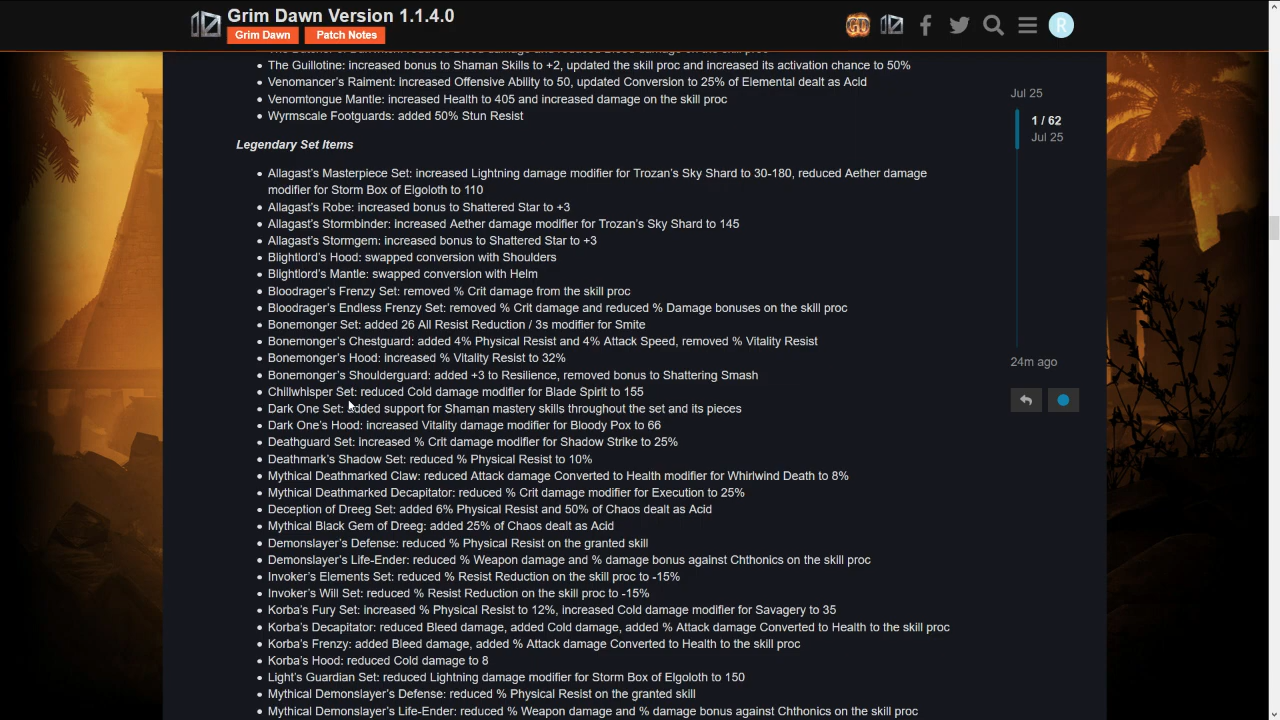 Grim Dawn Version 1.1.4.0
Grim Dawn Patch Notes
R
The Guillotine: increased bonus to Shaman Skills to +2, updated the skill proc and increased its activation chance to 50%
Venomancer's Raiment: increased Offensive Ability to 50, updated Conversion to 25% of Elemental dealt as Acid
Venomtongue Mantle: increased Health to 405 and increased damage on the skill proc
Wyrmscale Footguards: added 50% Stun Resist
Legendary Set Items
Allagast's Masterpiece Set: increased Lightning damage modifier for Trozan's Sky Shard to 30-180, reduced Aether damage
modifier for Storm Box of Elgoloth to 110
Allagast's Robe: increased bonus to Shattered Star to +3
Allagast's Stormbinder: increased Aether damage modifier for Trozan's Sky Shard to 145
Allagast's Stormgem: increased bonus to Shattered Star to +3
Blightlord's Hood: swapped conversion with Shoulders
Blightlord's Mantle: swapped conversion with Helm
Bloodrager's Frenzy Set: removed % Crit damage from the skill proc
Bloodrager's Endless Frenzy Set: removed % Crit damage and reduced % Damage bonuses on the skill proc
Bonemonger Set: added 26 All Resist Reduction / 3s modifier for Smite
Bonemonger's Chestguard: added 4% Physical Resist and 4% Attack Speed, removed % Vitality Resist
Bonemonger's Hood: increased % Vitality Resist to 32%
Bonemonger's Shoulderguard: added +3 to Resilience, removed bonus to Shattering Smash
Chillwhisper Set: reduced Cold damage modifier for Blade Spirit to 155
Dark One Set: added support for Shaman mastery skills throughout the set and its pieces
Dark One's Hood: increased Vitality damage modifier for Bloody Pox to 66
Deathguard Set: increased % Crit damage modifier for Shadow Strike to 25%
Deathmark's Shadow Set: reduced % Physical Resist to 10%
Mythical Deathmarked Claw: reduced Attack damage Converted to Health modifier for Whirlwind Death to 8%
Mythical Deathmarked Decapitator: reduced % Crit damage modifier for Execution to 25%
Deception of Dreeg Set: added 6% Physical Resist and 50% of Chaos dealt as Acid
Mythical Black Gem of Dreeg: added 25% of Chaos dealt as Acid
Demonslayer's Defense: reduced % Physical Resist on the granted skill
Demonslayer's Life-Ender: reduced % Weapon damage and % damage bonus against Chthonics on the skill proc
Invoker's Elements Set: reduced % Resist Reduction on the skill proc to -15%
Invoker's Will Set: reduced % Resist Reduction on the skill proc to -15%
Korba's Fury Set: increased % Physical Resist to 12%, increased Cold damage modifier for Savagery to 35
Korba's Decapitator: reduced Bleed damage, added Cold damage, added % Attack damage Converted to Health to the skill proc
Korba's Frenzy: added Bleed damage, added % Attack damage Converted to Health to the skill proc
Korba's Hood: reduced Cold damage to 8
Light's Guardian Set: reduced Lightning damage modifier for Storm Box of Elgoloth to 150
Mythical Demonslayer's Defense: reduced % Physical Resist on the granted skill
Mythical Demonslayer's Life-Ender: reduced % Weapon damage and % damage bonus against Chthonics on the skill proc
Jul 25
1 / 62
Jul 25
24m ago